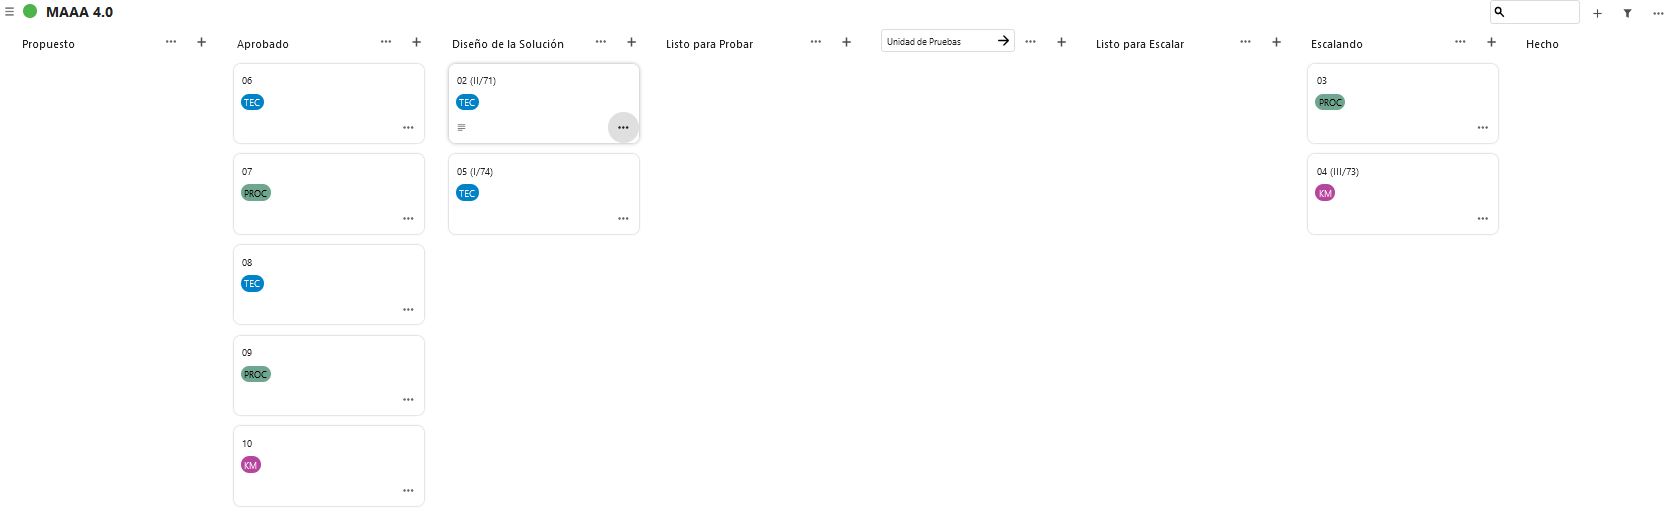 MAAA 4.0
Propuesto
Aprobado
06
TEC
07
PROC
08
TEC
09
PROC
10
KM
Diseño de la Solución
02 (II/71)
TEC
05 (I/74)
TEC
Listo para Probar
Unidad de Pruebas
Listo para Escalar
Escalando
03
PROC
04 (III/73)
KM
Hecho